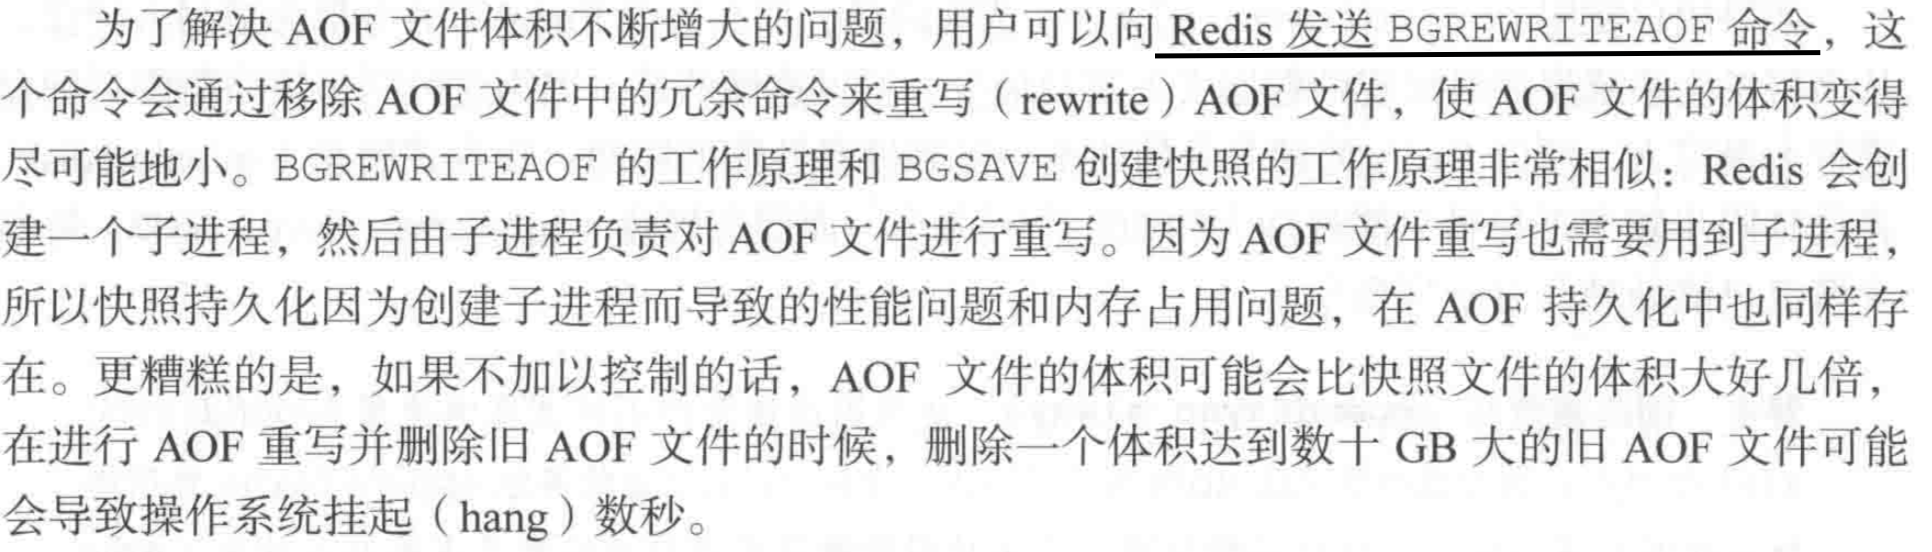 为了解决 AOF 文件体积不断增大的问题，用户可以向 Redis 发送 BGREWRITEAOF 命令，这
个命令会通过移除 AOF 文件中的冗余命令来重写（rewrite）AOF 文件，使 AOF 文件的体积变得
尽可能地小。BGREWRITEAOF 的工作原理和 BGSAVE 创建快照的工作原理非常相似：Redis 会创
建一个子进程，然后由子进程负责对 AOF 文件进行重写。因为 AOF 文件重写也需要用到子进程，
所以快照持久化因为创建子进程而导致的性能问题和内存占用问题，在 AOF 持久化中也同样存
在。更糟糕的是，如果不加以控制的话，AOF 文件的体积可能会比快照文件的体积大好几倍，
在进行 AOF 重写并删除旧 AOF 文件的时候，删除一个体积达到数十 GB 大的旧 AOF 文件可能
会导致操作系统挂起（hang）数秒。